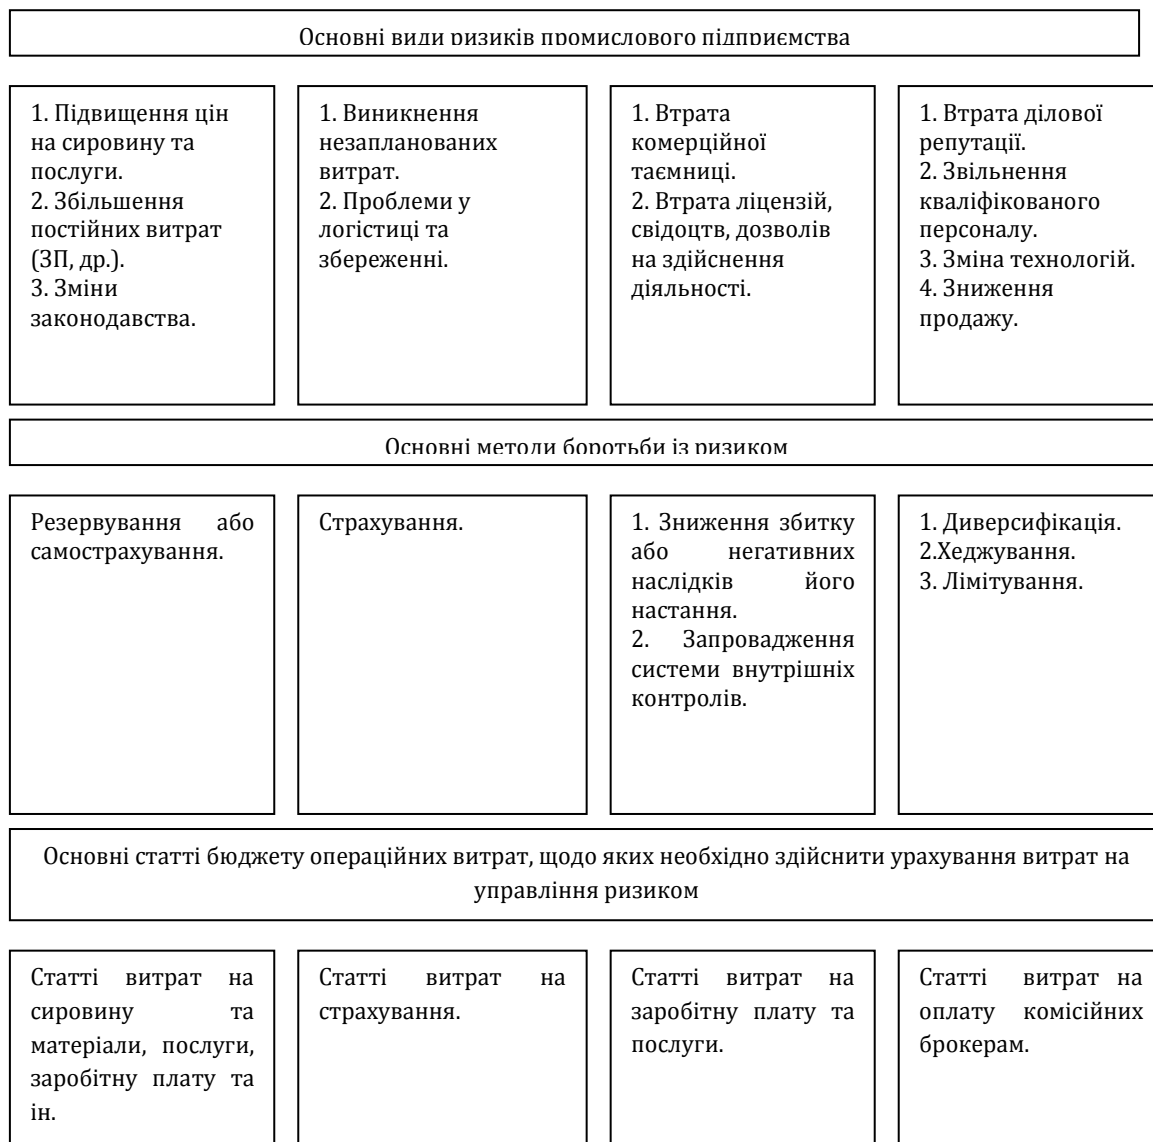 Основні види ризиків промислового підприємства
1. Підвищення цін
на сировину та
послуги.
2. Збільшення
постійних витрат
(ЗП, др.).
3. Зміни
законодавства.
1. Виникнення
незапланованих
витрат.
2. Проблеми у
логістиці та
збереженні.
1. Втрата
комерційної
таємниці.
2. Втрата ліцензій,
свідоцтв, дозволів
на здійснення
діяльності.
1. Втрата ділової
репутації.
2. Звільнення
кваліфікованого
персоналу.
3. Зміна технологій.
4. Зниження
продажу.
Основні методи боротьби із ризиком
Резервування або
самострахування.
Страхування.
1. Зниження збитку
або негативних
наслідків його
настання.
2. Запровадження
системи внутрішніх
контролів.
1. Диверсифікація.
2.Хеджування.
3. Лімітування.
Основні статті бюджету операційних витрат, щодо яких необхідно здійснити урахування витрат на
управління ризиком
Статті витрат на
сировину та
матеріали, послуги,
заробітну плату та
ін.
Статті витрат на
страхування.
Статті витрат на
заробітну плату та
послуги.
Статті витрат на
оплату комісійних
брокерам.